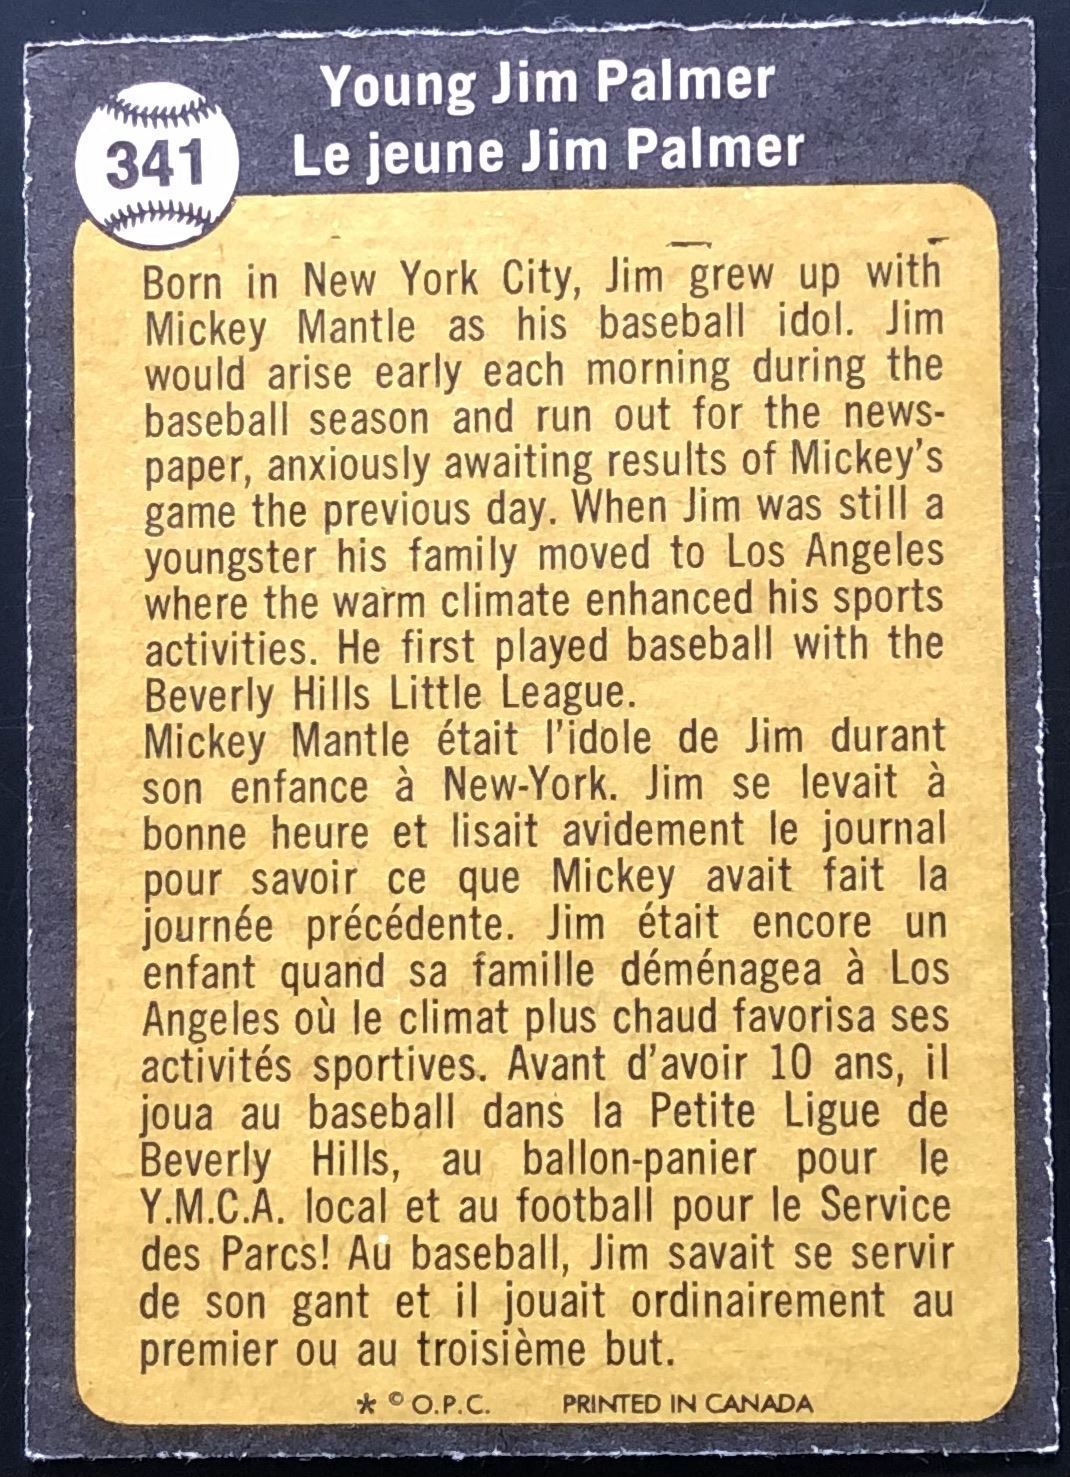 Young Jim Palmer
Le jeune Jim Palmer
341
Born in New York City, Jim grew up with
Mickey Mantle as his baseball idol. Jim
would arise early each morning during the
baseball season and run out for the news-
paper, anxiously awaiting results of Mickey's
game the previous day. When Jim was still a
youngster his family moved to Los Angeles
where the warm climate enhanced his sports
activities. He first played baseball with the
Beverly Hills Little League.
Mickey Mantle était l'idole de Jim durant
son enfance à New-York. Jim se levait à
bonne heure et lisait avidement le journal
pour savoir ce que Mickey avait fait la
journée précédente. Jim était encore un
enfant quand sa famille déménagea à Los
Angeles où le climat plus chaud favorisa ses
activités sportives. Avant d'avoir 10 ans, il
joua au baseball dans la Petite Ligue de
Beverly Hills, au ballon-panier pour le
Y.M.C.A. local et au football pour le Service
des Parcs! Au baseball, Jim savait se servir
de son gant et il jouait ordinairement au
premier ou au troisième but.
* © O.P.C. PRINTED IN CANADA